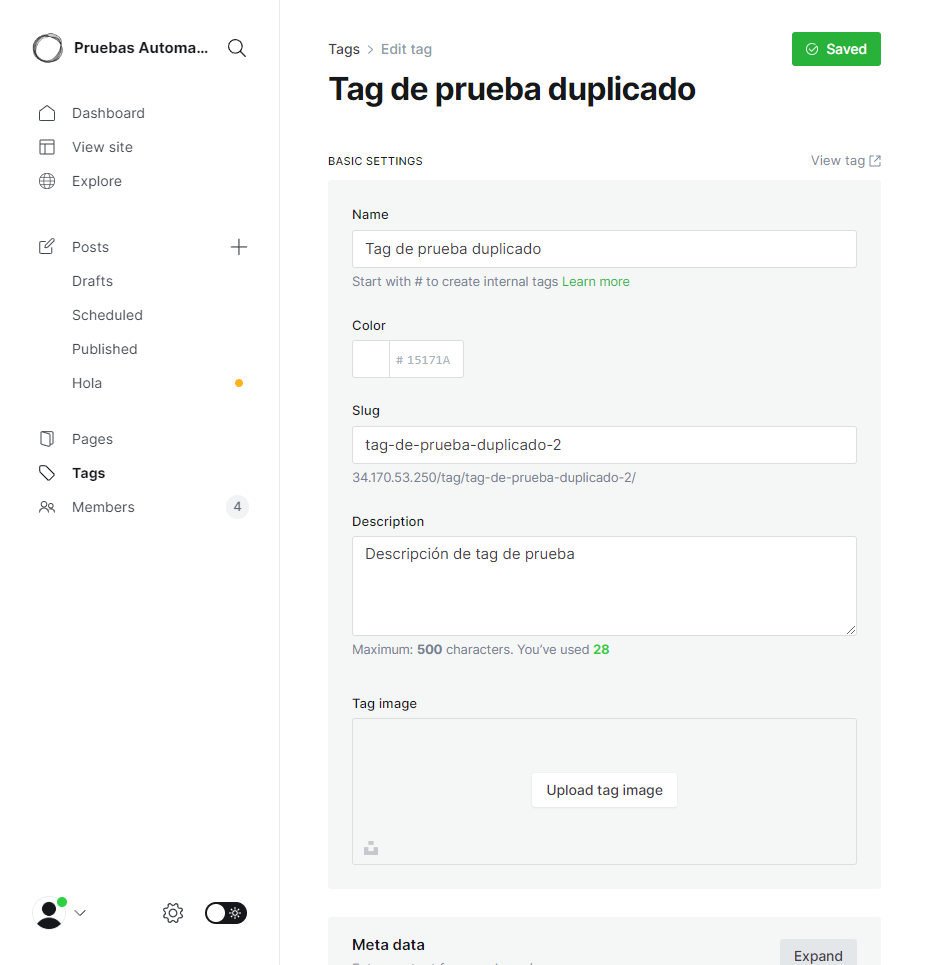 Pruebas Automa...
Dashboard
View site
Explore
Posts
Drafts
Scheduled
Published
Hola
Pages
Tags
Members 4
Tags > Edit tag
Saved
Tag de prueba duplicado
BASIC SETTINGS
View tag
Name
Tag de prueba duplicado
Start with # to create internal tags Learn more
Color
# 15171A
Slug
tag-de-prueba-duplicado-2
34.170.53.250/tag/tag-de-prueba-duplicado-2/
Description
Descripción de tag de prueba
Maximum: 500 characters. You’ve used 28
Tag image
Upload tag image
Meta data
Expand